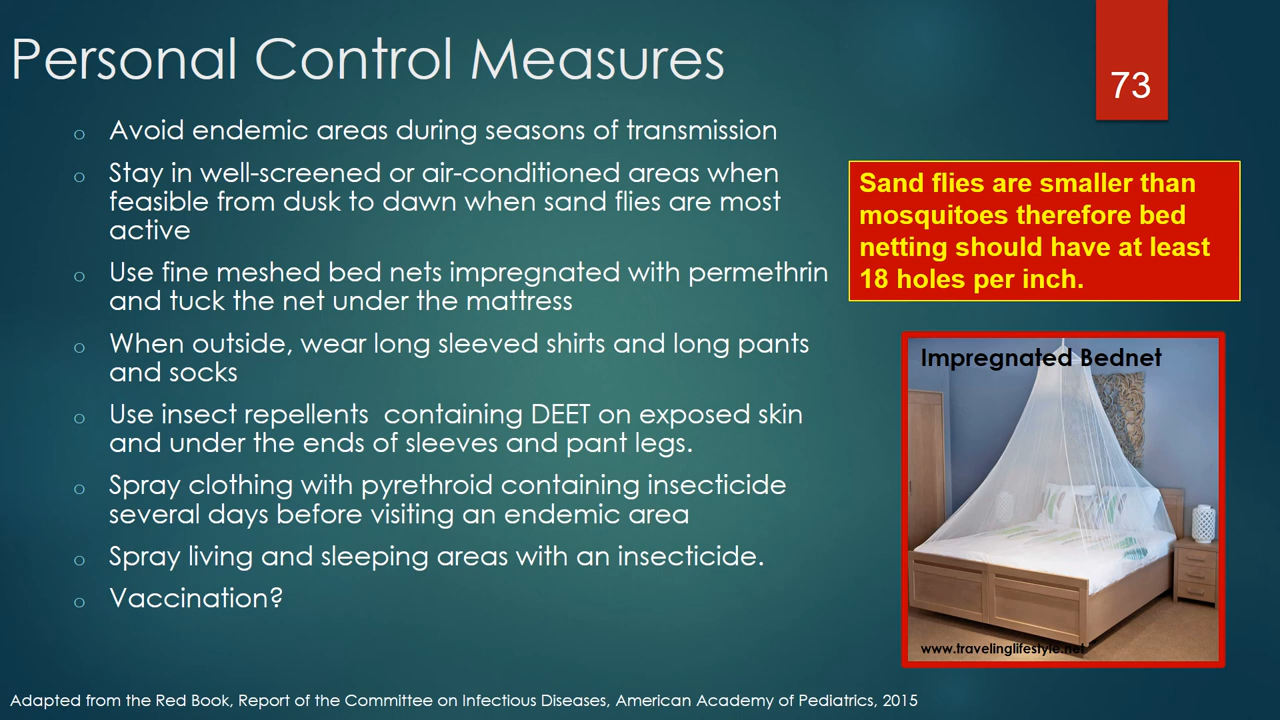 Personal Control Measures
73
o Avoid endemic areas during seasons of transmission
o Stay in well-screened or air-conditioned areas when
feasible from dusk to dawn when sand flies are most
active
o Use fine meshed bed nets impregnated with permethrin
and tuck the net under the mattress
o When outside, wear long sleeved shirts and long pants
and socks
o Use insect repellents  containing DEET on exposed skin
and under the ends of sleeves and pant legs.
o Spray clothing with pyrethroid containing insecticide
several days before visiting an endemic area
o Spray living and sleeping areas with an insecticide.
o Vaccination?
Sand flies are smaller than
mosquitoes therefore bed
netting should have at least
18 holes per inch.
Impregnated Bednet
www.travelinglifestyle.net
Adapted from the Red Book, Report of the Committee on Infectious Diseases, American Academy of Pediatrics, 2015